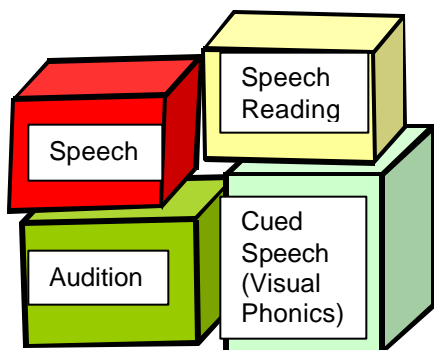 Speech
Speech
Reading
Audition
Cued
Speech
(Visual
Phonics)